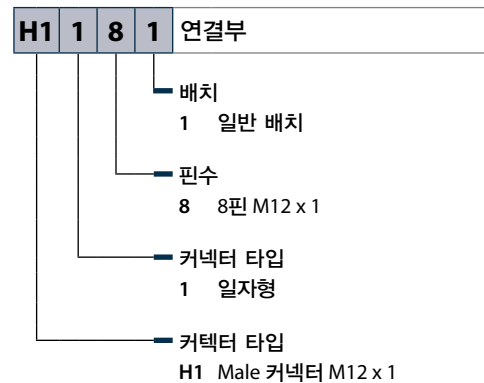 H1 1 8 1 연결부
배치
1 일반 배치
핀수
8 8핀 M12 x 1
커넥터 타입
1 일자형
커텍터 타입
H1 Male 커넥터 M12 x 1